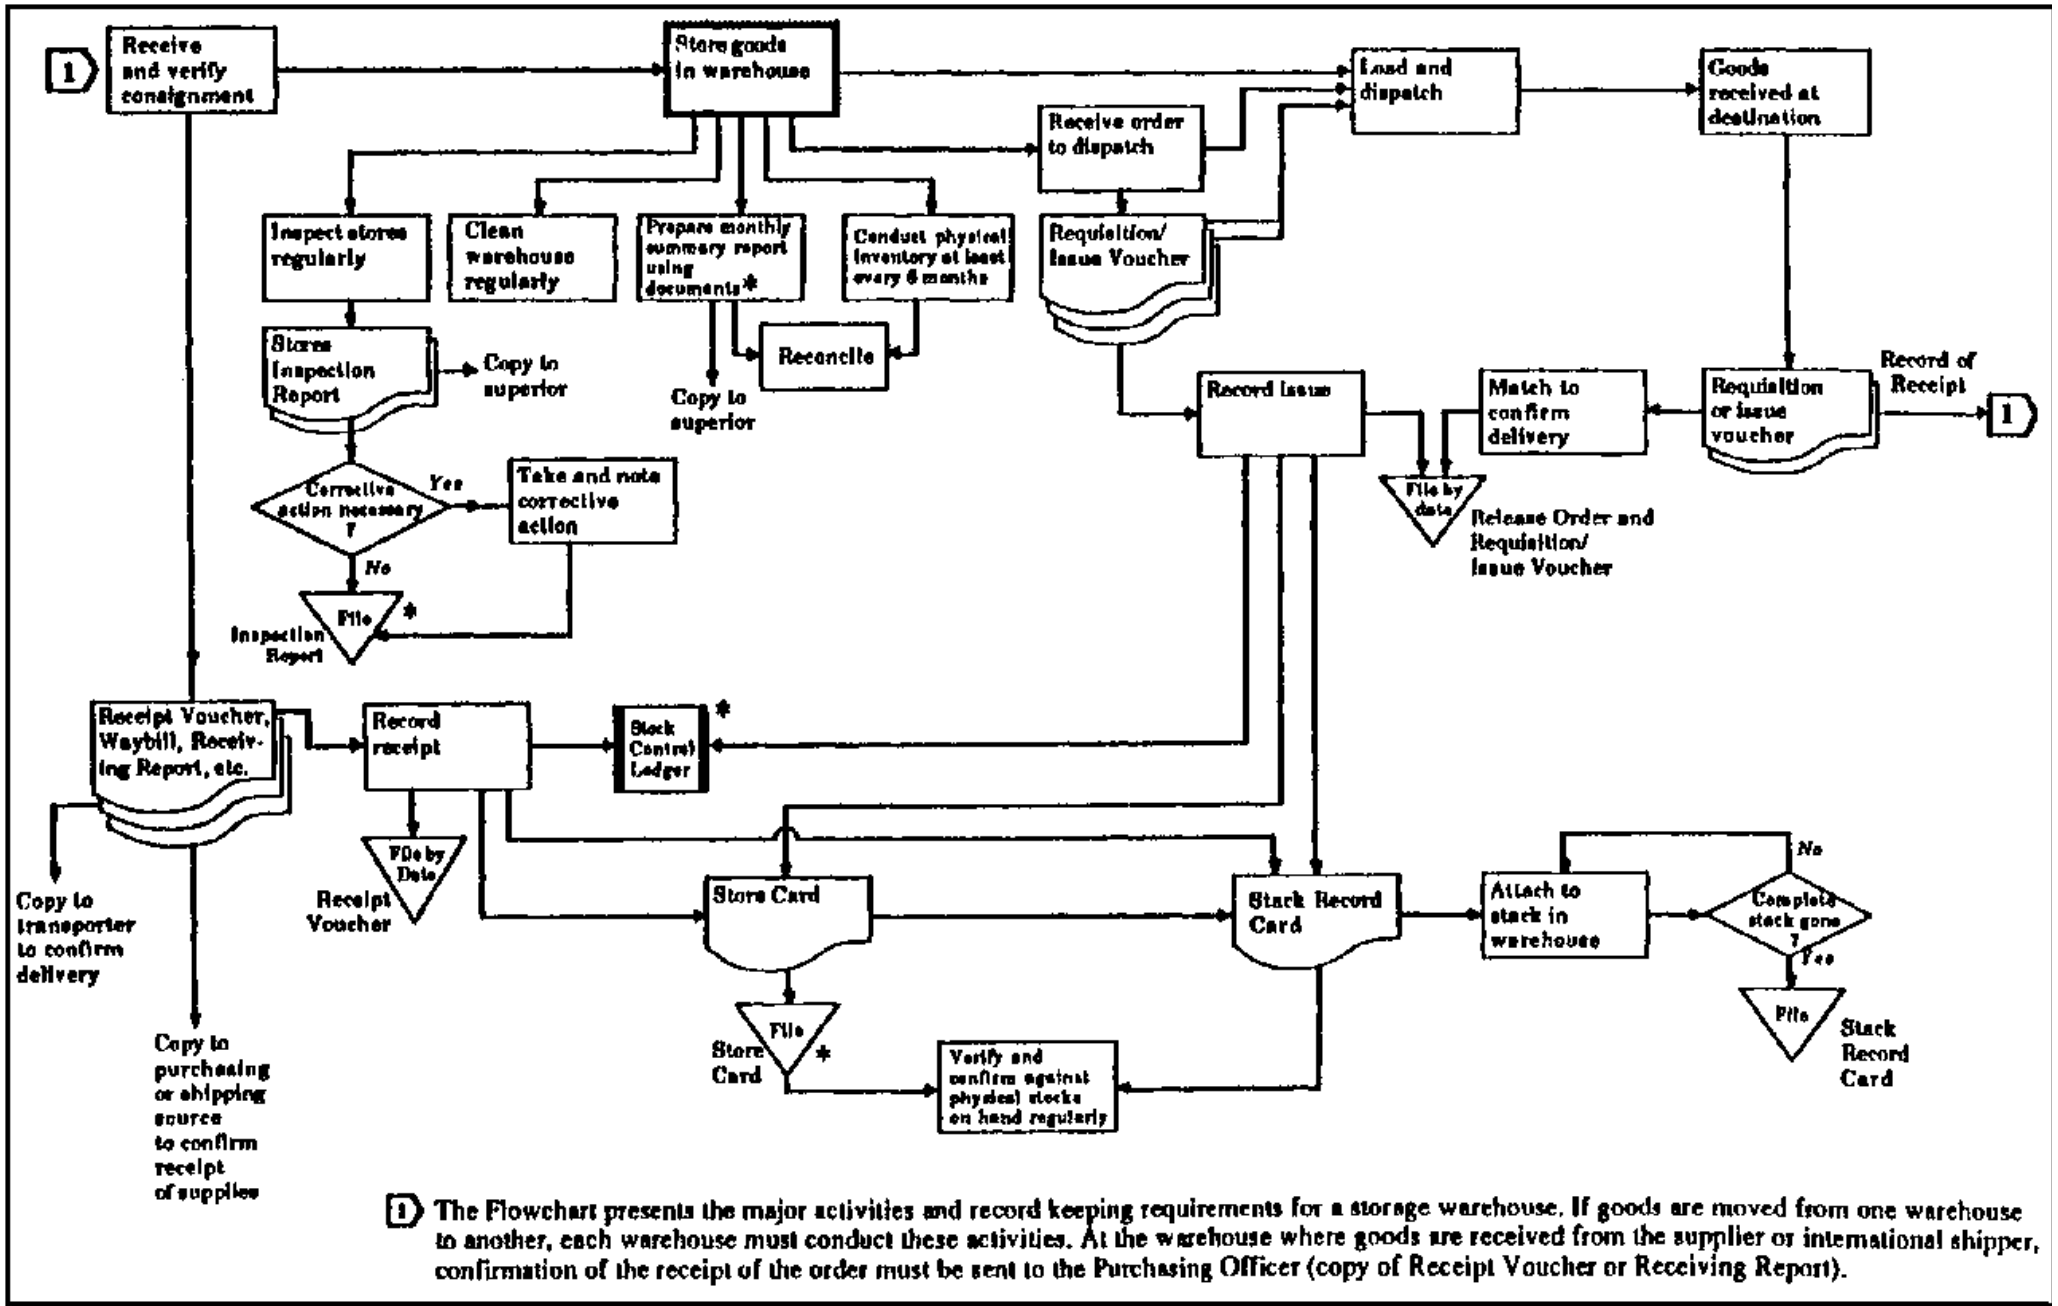 1
Receive
and verify
consignment
Store goods
in warehouse
Load and
dispatch
Goods
received at
destination
Receive order
to dispatch
Inspect stores
regularly
Clean
warehouse
regularly
Prepare monthly
summary report
using
documents*
Conduct physical
Inventory at least
every 6 months
Requisition/
Issue Voucher
Stores
Inspection
Report
Copy to
superior
Reconcile
Copy to
superior
Record issue
Match to
confirm
delivery
Requisition
or issue
voucher
Record of
Receipt
1
Corrective
action necessary
?
Yes
Take and note
corrective
action
No
File
*
Inspection
Report
File by
date
Release Order and
Requisition/
Issue Voucher
Receipt Voucher,
Waybill, Receiv-
ing Report, etc.
Record
receipt
Stock
Control
Ledger
*
File by
Date
Receipt
Voucher
Copy to
transporter
to confirm
delivery
Copy to
purchasing
or shipping
source
to confirm
receipt
of supplies
Store Card
Stack Record
Card
Attach to
stack in
warehouse
No
Complete
stack gone
?
Yes
File
Stack
Record
Card
File
*
Store
Card
Verify and
confirm against
physical stocks
on hand regularly
1 The Flowchart presents the major activities and record keeping requirements for a storage warehouse. If goods are moved from one warehouse
to another, each warehouse must conduct these activities. At the warehouse where goods are received from the supplier or international shipper,
confirmation of the receipt of the order must be sent to the Purchasing Officer (copy of Receipt Voucher or Receiving Report).